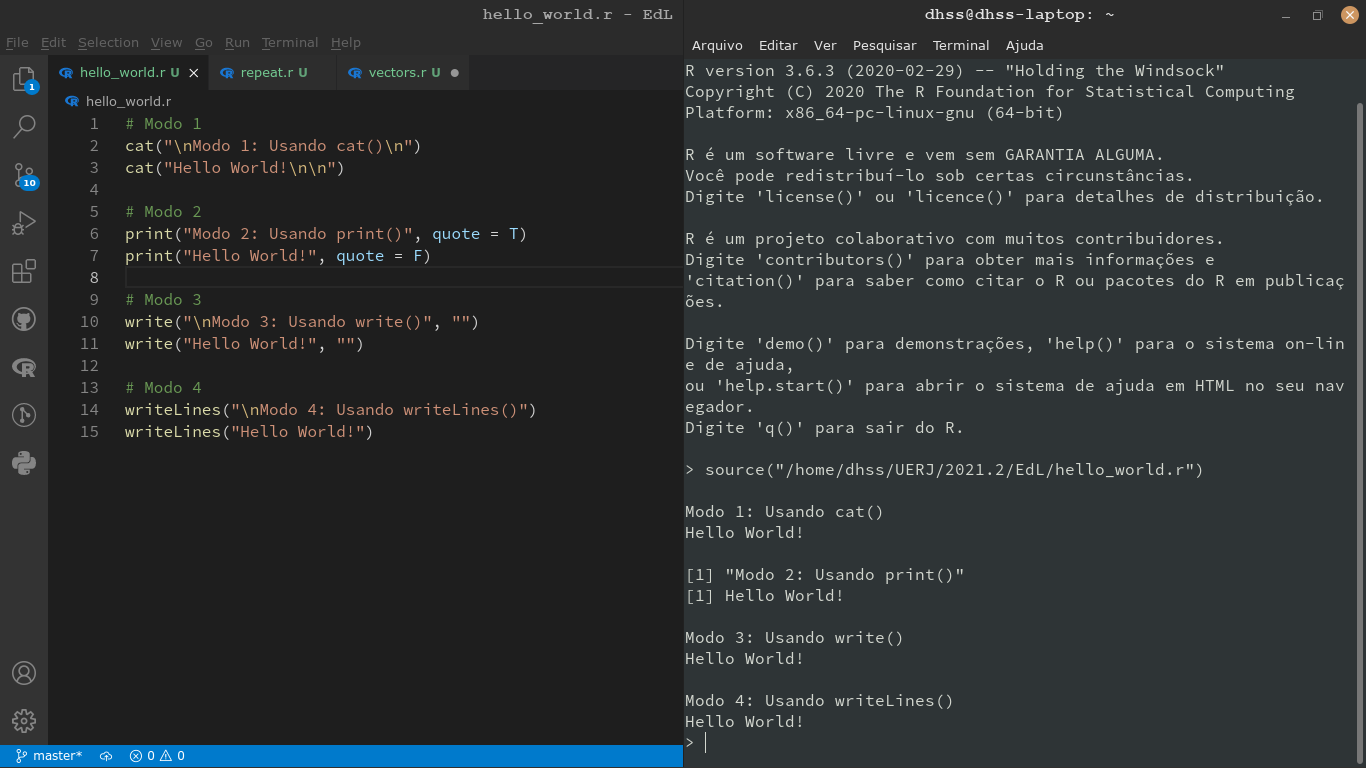 hello_world.r - EdL
File Edit Selection View Go Run Terminal Help
hello_world.r U repeat.r U vectors.r U
hello_world.r
1
10
1 # Modo 1
2 cat("\nModo 1: Usando cat()\n")
3 cat("Hello World!\n\n")
4
5 # Modo 2
6 print("Modo 2: Usando print()", quote = T)
7 print("Hello World!", quote = F)
8
9 # Modo 3
10 write("\nModo 3: Usando write()", "")
11 write("Hello World!", "")
12
13 # Modo 4
14 writeLines("\nModo 4: Usando writeLines()")
15 writeLines("Hello World!")
master* 0 0
dhss@dhss-laptop: ~
Arquivo Editar Ver Pesquisar Terminal Ajuda
R version 3.6.3 (2020-02-29) -- "Holding the Windsock"
Copyright (C) 2020 The R Foundation for Statistical Computing
Platform: x86_64-pc-linux-gnu (64-bit)
R é um software livre e vem sem GARANTIA ALGUMA.
Você pode redistribuí-lo sob certas circunstâncias.
Digite 'license()' ou 'licence()' para detalhes de distribuição.
R é um projeto colaborativo com muitos contribuidores.
Digite 'contributors()' para obter mais informações e
'citation()' para saber como citar o R ou pacotes do R em publicaç
ões.
Digite 'demo()' para demonstrações, 'help()' para o sistema on-lin
e de ajuda,
ou 'help.start()' para abrir o sistema de ajuda em HTML no seu nav
egador.
Digite 'q()' para sair do R.
> source("/home/dhss/UERJ/2021.2/EdL/hello_world.r")
Modo 1: Usando cat()
Hello World!
[1] "Modo 2: Usando print()"
[1] Hello World!
Modo 3: Usando write()
Hello World!
Modo 4: Usando writeLines()
Hello World!
>